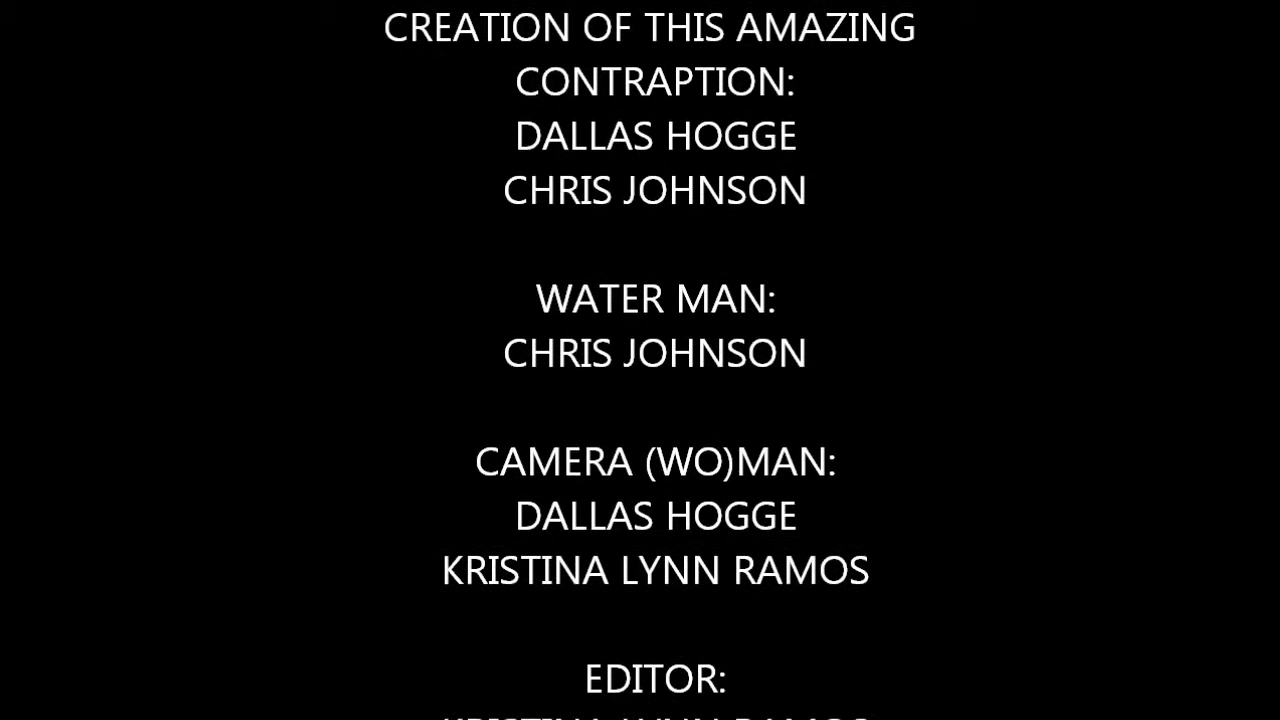 CREATION OF THIS AMAZING
CONTRAPTION:
DALLAS HOGGE
CHRIS JOHNSON
WATER MAN:
CHRIS JOHNSON
CAMERA (WO)MAN:
DALLAS HOGGE
KRISTINA LYNN RAMOS
EDITOR: